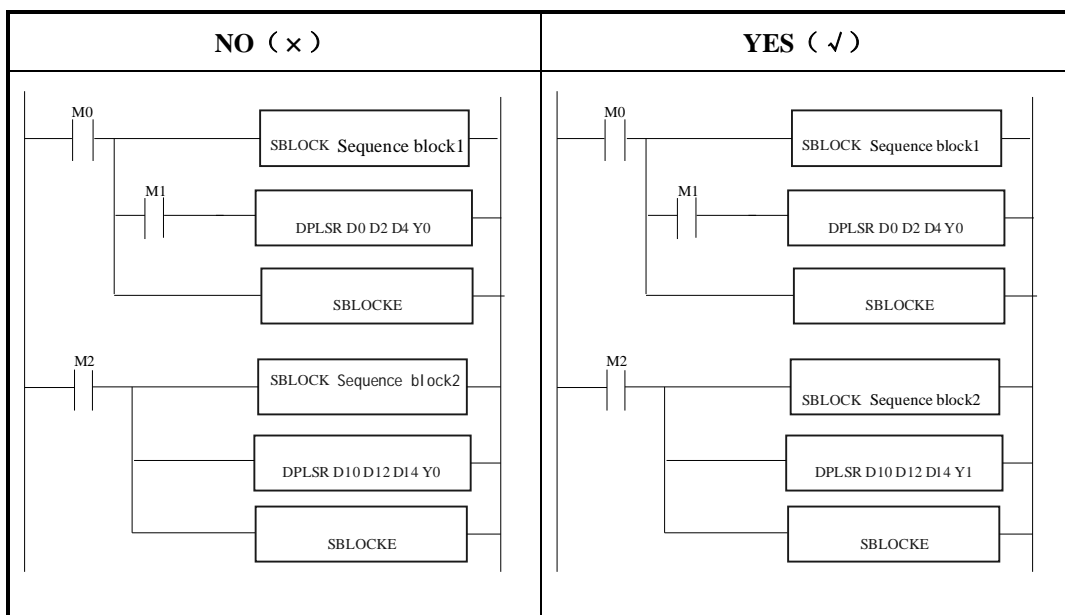 NO（×）
YES（√）
M0
SBLOCK Sequence block1
M1
DPLSR D0 D2 D4 Y0
SBLOCKE
M2
SBLOCK Sequence block2
DPLSR D10 D12 D14 Y0
SBLOCKE
M0
SBLOCK Sequence block1
M1
DPLSR D0 D2 D4 Y0
SBLOCKE
M2
SBLOCK Sequence block2
DPLSR D10 D12 D14 Y1
SBLOCKE